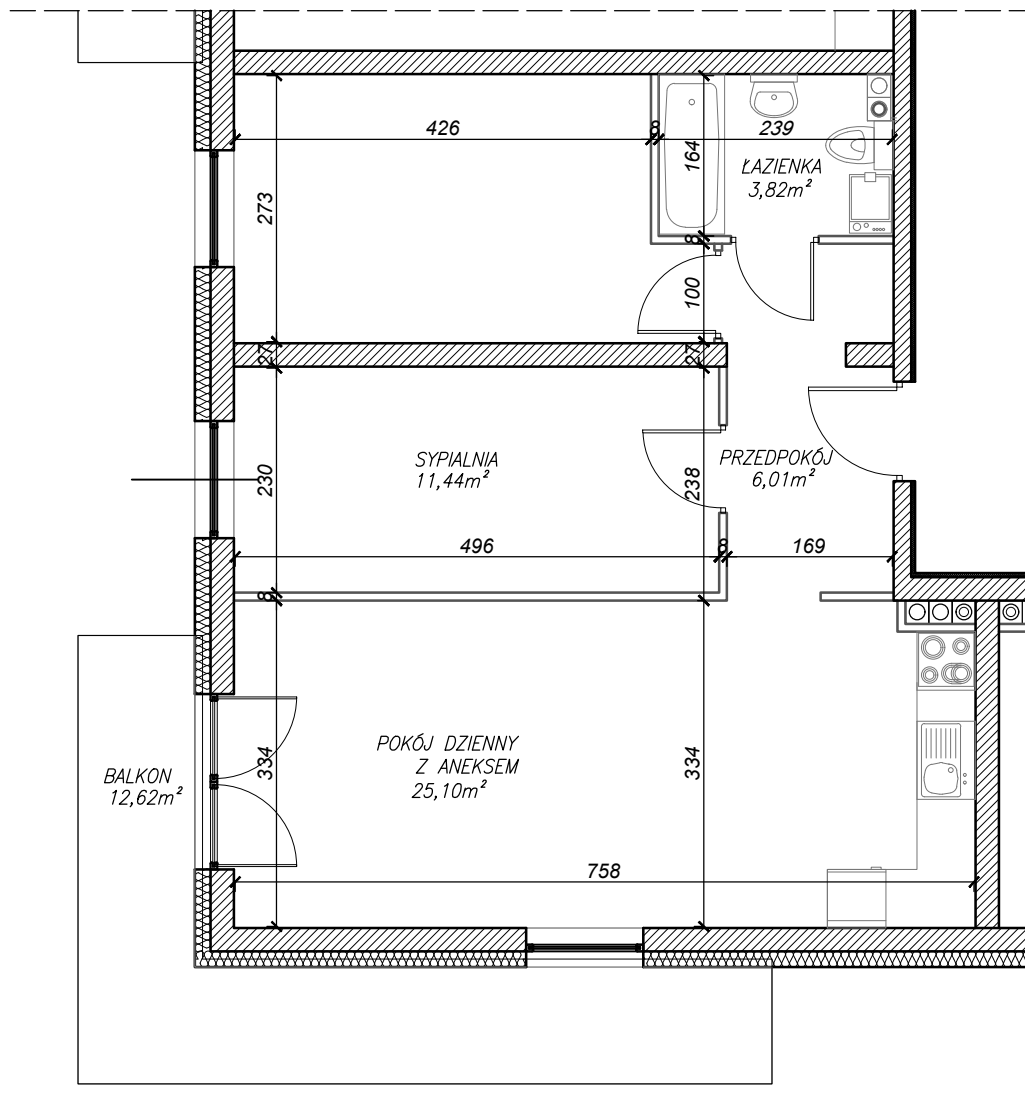 426
8
239
164
ŁAZIENKA
3,82m²
273
8
100
27
27
SYPIALNIA
11,44m²
PRZEDPOKÓJ
6,01m²
230
238
496
8
169
8
POKÓJ DZIENNY
Z ANEKSEM
25,10m²
334
334
BALKON
12,62m²
758